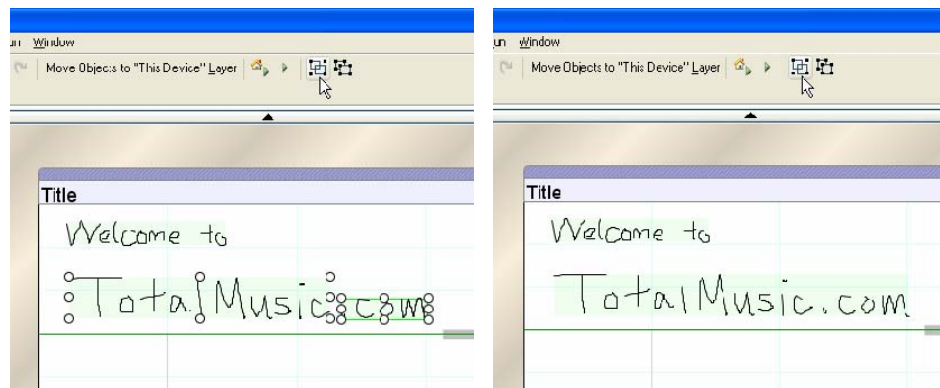 Window
Move Objects to "This Device" Layer
Title
Welcome to
TotalMusic.com
un Window
Move Objects to "This Device" Layer
Title
Welcome to
TotalMusic.com